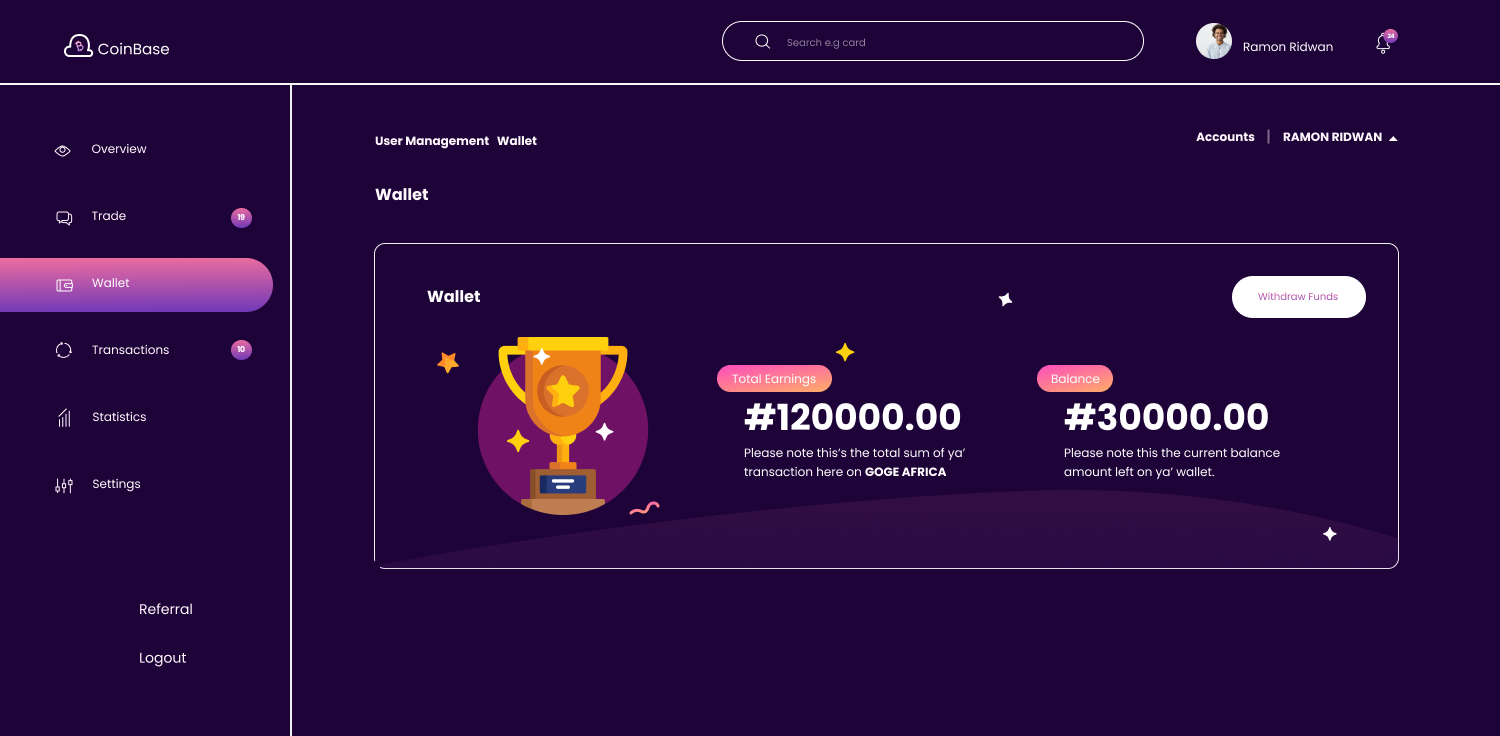 CoinBase
Search e.g card
Ramon Ridwan
24
Overview
Trade
19
Wallet
Transactions
10
Statistics
Settings
Referral
Logout
User Management Wallet
Accounts | RAMON RIDWAN
Wallet
Wallet
Withdraw Funds
Total Earnings
#120000.00
Please note this’s the total sum of ya’
transaction here on GOGE AFRICA
Balance
#30000.00
Please note this the current balance
amount left on ya’ wallet.